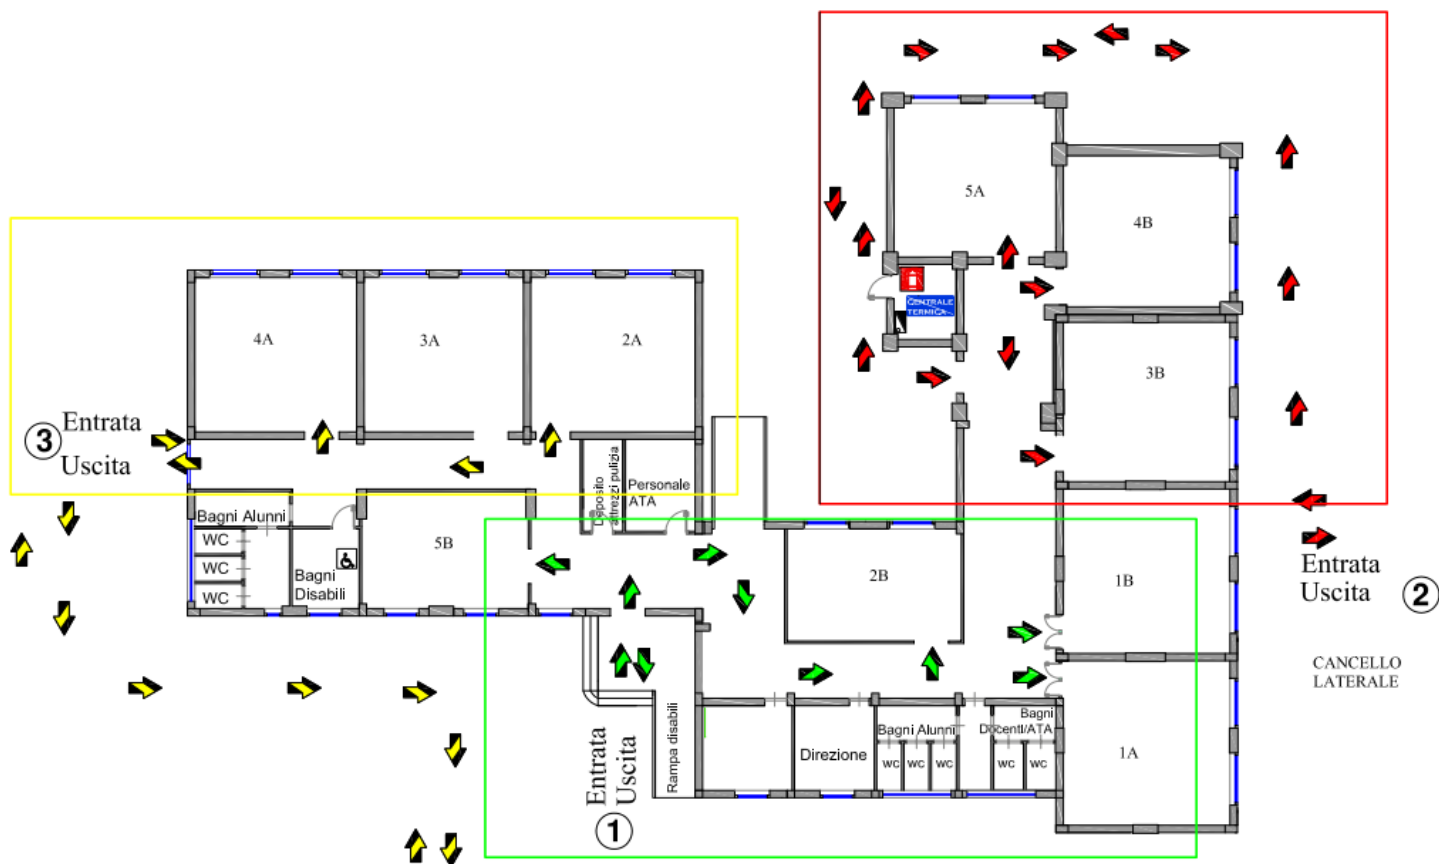 5A
4B
CENTRALE
TERMICA
3B
4A
3A
2A
3 Entrata
Uscita
Deposito
attrezzi pulizia
Personale
ATA
Bagni Alunni
WC
WC
WC
Bagni
Disabili
5B
2B
1B
Entrata
Uscita
2
CANCELLO
LATERALE
Rampa disabili
Entrata
Uscita
1
Direzione
Bagni Alunni
WC
WC
WC
Bagni
Docenti/ATA
WC
WC
1A